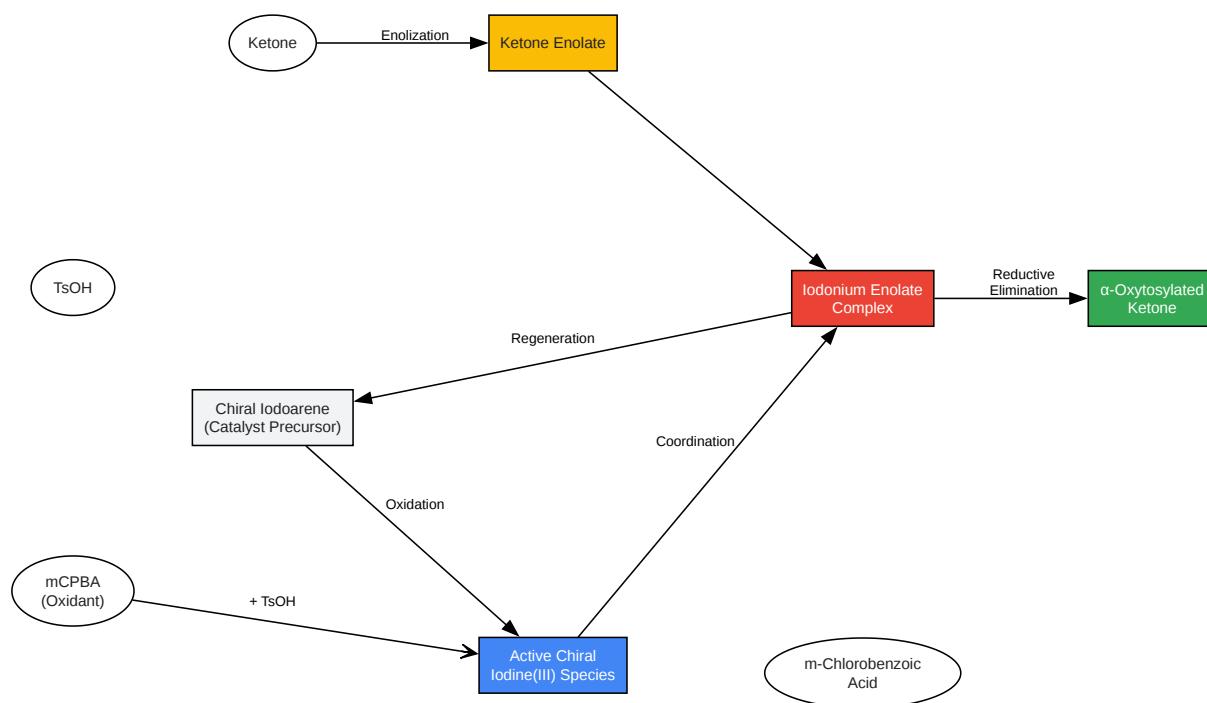 Ketone
Enolization
Ketone Enolate
TsOH
Iodonium Enolate
Complex
Reductive
Elimination
α-Oxytosylated
Ketone
Regeneration
Chiral Iodoarene
(Catalyst Precursor)
Coordination
Oxidation
mCPBA
(Oxidant)
+ TsOH
Active Chiral
Iodine(III) Species
m-Chlorobenzoic
Acid